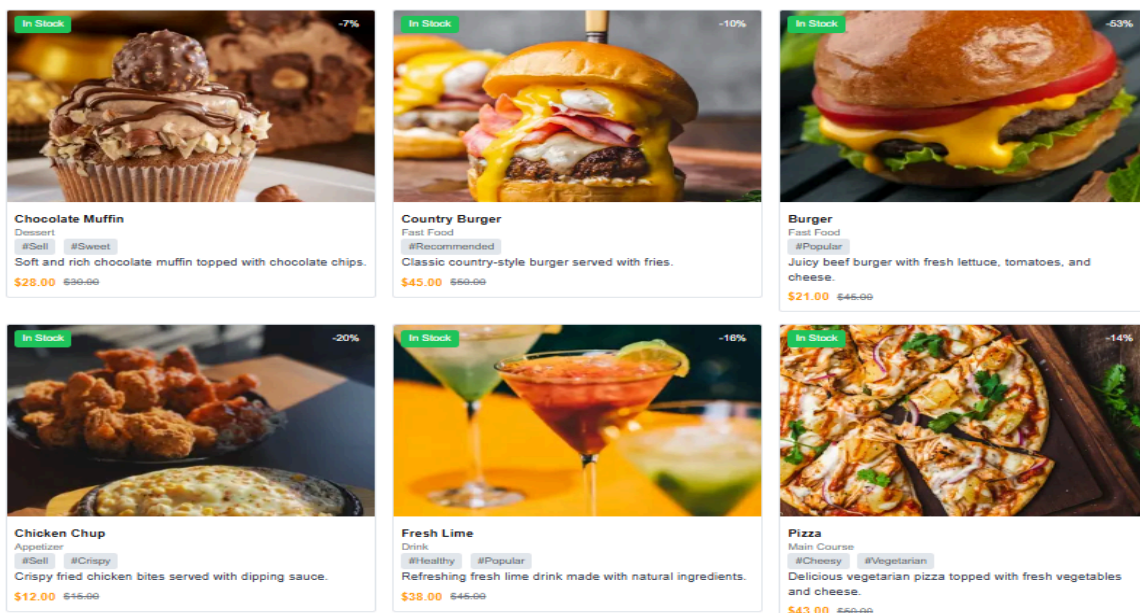 In Stock -7%
Chocolate Muffin
Dessert
#Sell #Sweet
Soft and rich chocolate muffin topped with chocolate chips.
$28.00 $30.00
In Stock -10%
Country Burger
Fast Food
#Recommended
Classic country-style burger served with fries.
$45.00 $50.00
In Stock -53%
Burger
Fast Food
#Popular
Juicy beef burger with fresh lettuce, tomatoes, and
cheese.
$21.00 $45.00
In Stock -20%
Chicken Chup
Appetizer
#Sell #Crispy
Crispy fried chicken bites served with dipping sauce.
$12.00 $15.00
In Stock -16%
Fresh Lime
Drink
#Healthy #Popular
Refreshing fresh lime drink made with natural ingredients.
$38.00 $45.00
In Stock -14%
Pizza
Main Course
#Cheesy #Vegetarian
Delicious vegetarian pizza topped with fresh vegetables
and cheese.
$43.00 $50.00